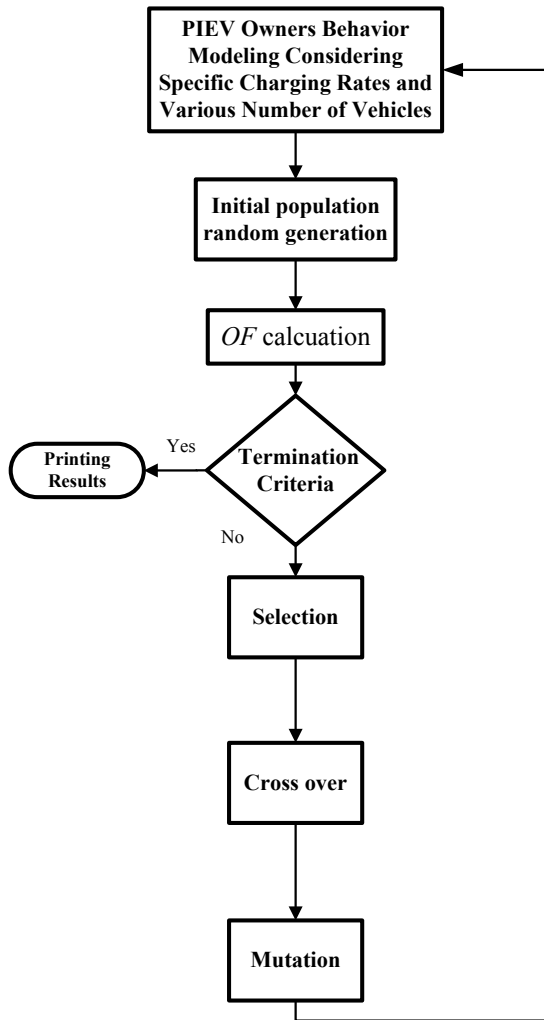 PIEV Owners Behavior
Modeling Considering
Specific Charging Rates and
Various Number of Vehicles
Initial population
random generation
OF calcuation
Yes
Termination
Criteria
Printing
Results
No
Selection
Cross over
Mutation